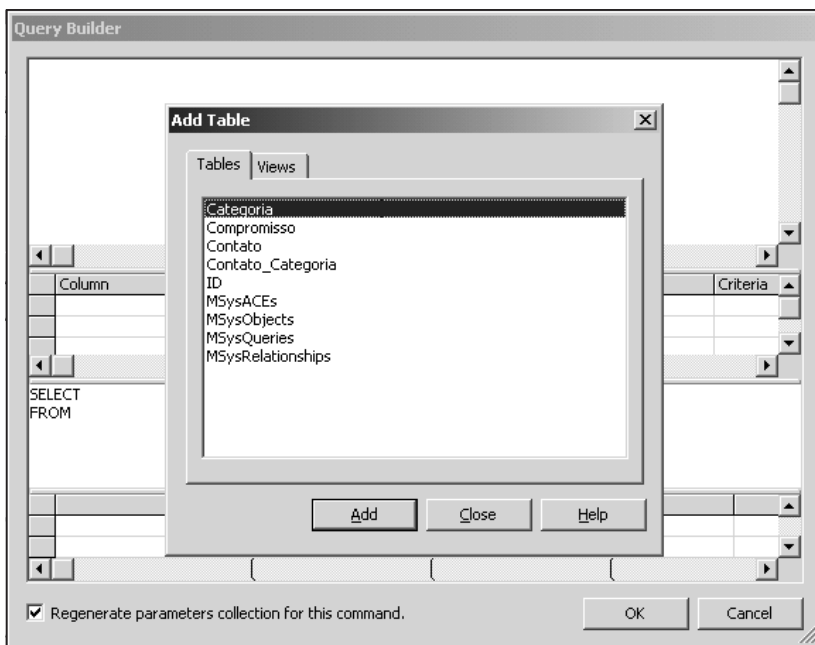 Query Builder
Add Table
Tables Views
Categoria
Compromisso
Contato
Contato_Categoria
ID
MSysACEs
MSysObjects
MSysQueries
MSysRelationships
Add Close Help
Column Criteria
SELECT
FROM
Regenerate parameters collection for this command.
OK Cancel